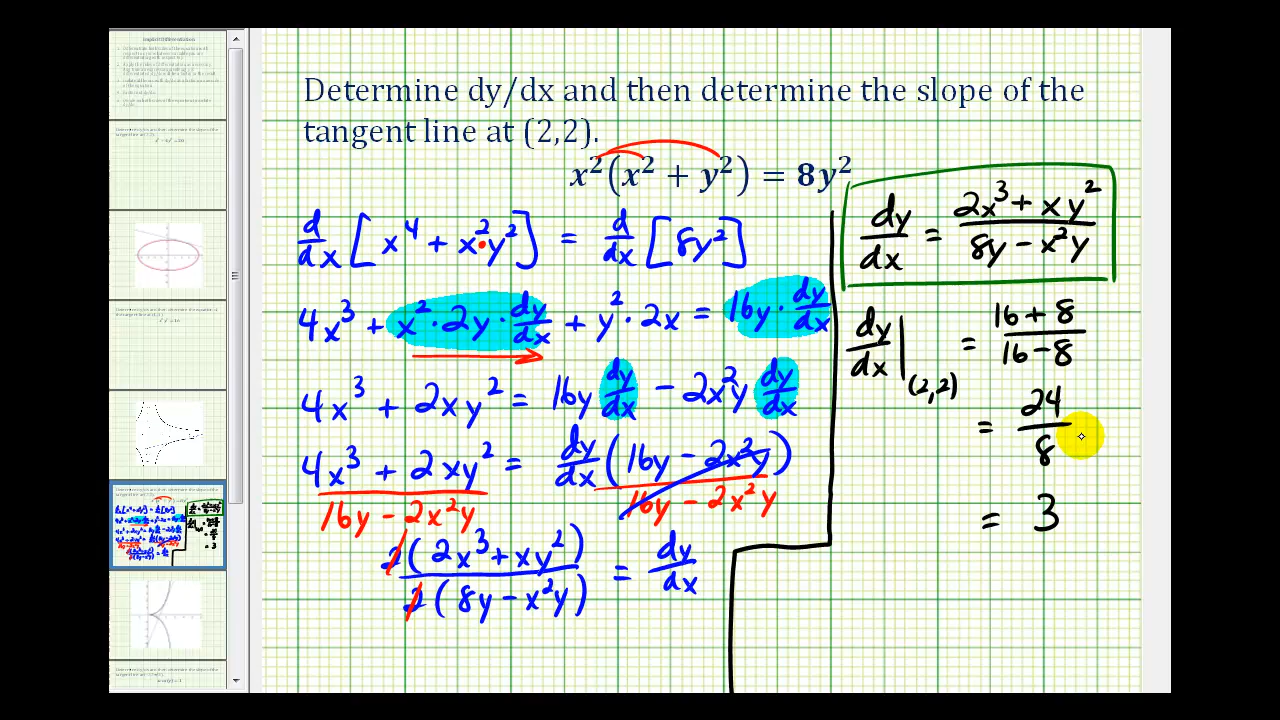 Determine dy/dx and then determine the slope of the
tangent line at (2,2).
x²(x² + y²) = 8y²
d/dx [x⁴ + x²•y²] = d/dx [8y²]
4x³ + x²·2y·dy/dx + y²·2x = 16y·dy/dx
4x³ + 2xy² = 16y dy/dx − 2x²y dy/dx
4x³ + 2xy² = dy/dx (16y − 2x²y)
16y − 2x²y 16y − 2x²y
2(2x³ + xy²)/2(8y − x²y) = dy/dx
dy/dx = (2x³ + xy²)/(8y − x²y)
dy/dx |(2,2) = (16 + 8)/(16 − 8)
= 24/8
= 3